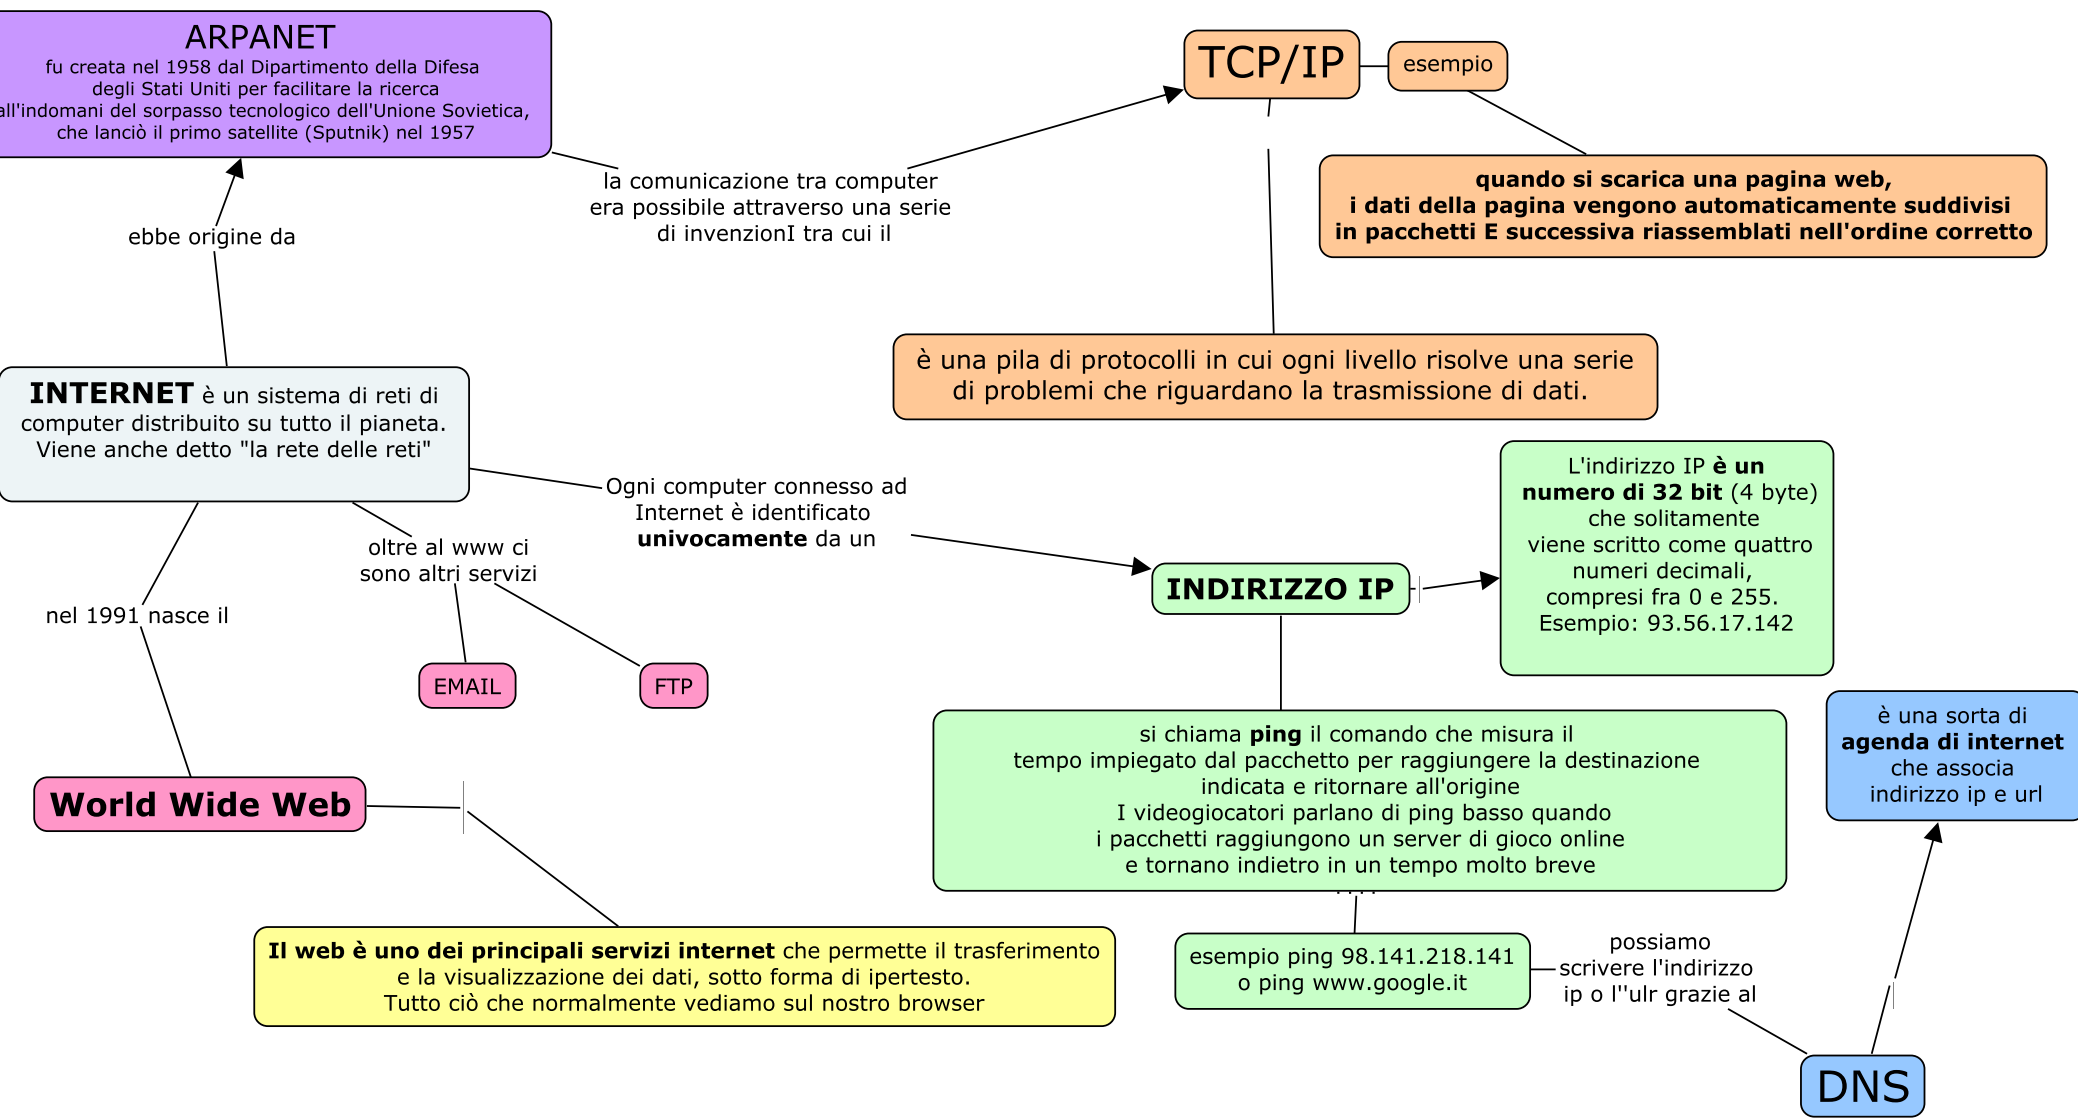 ARPANET
fu creata nel 1958 dal Dipartimento della Difesa
degli Stati Uniti per facilitare la ricerca
all'indomani del sorpasso tecnologico dell'Unione Sovietica,
che lanciò il primo satellite (Sputnik) nel 1957
TCP/IP
esempio
quando si scarica una pagina web,
i dati della pagina vengono automaticamente suddivisi
in pacchetti E successiva riassemblati nell'ordine corretto
la comunicazione tra computer
era possibile attraverso una serie
di invenzionI tra cui il
ebbe origine da
è una pila di protocolli in cui ogni livello risolve una serie
di problemi che riguardano la trasmissione di dati.
INTERNET è un sistema di reti di
computer distribuito su tutto il pianeta.
Viene anche detto "la rete delle reti"
Ogni computer connesso ad
Internet è identificato
univocamente da un
L'indirizzo IP è un
numero di 32 bit (4 byte)
che solitamente
viene scritto come quattro
numeri decimali,
compresi fra 0 e 255.
Esempio: 93.56.17.142
oltre al www ci
sono altri servizi
INDIRIZZO IP
nel 1991 nasce il
EMAIL
FTP
si chiama ping il comando che misura il
tempo impiegato dal pacchetto per raggiungere la destinazione
indicata e ritornare all'origine
I videogiocatori parlano di ping basso quando
i pacchetti raggiungono un server di gioco online
e tornano indietro in un tempo molto breve
è una sorta di
agenda di internet
che associa
indirizzo ip e url
World Wide Web
Il web è uno dei principali servizi internet che permette il trasferimento
e la visualizzazione dei dati, sotto forma di ipertesto.
Tutto ciò che normalmente vediamo sul nostro browser
....
esempio ping 98.141.218.141
o ping www.google.it
possiamo
scrivere l'indirizzo
ip o l''ulr grazie al
DNS